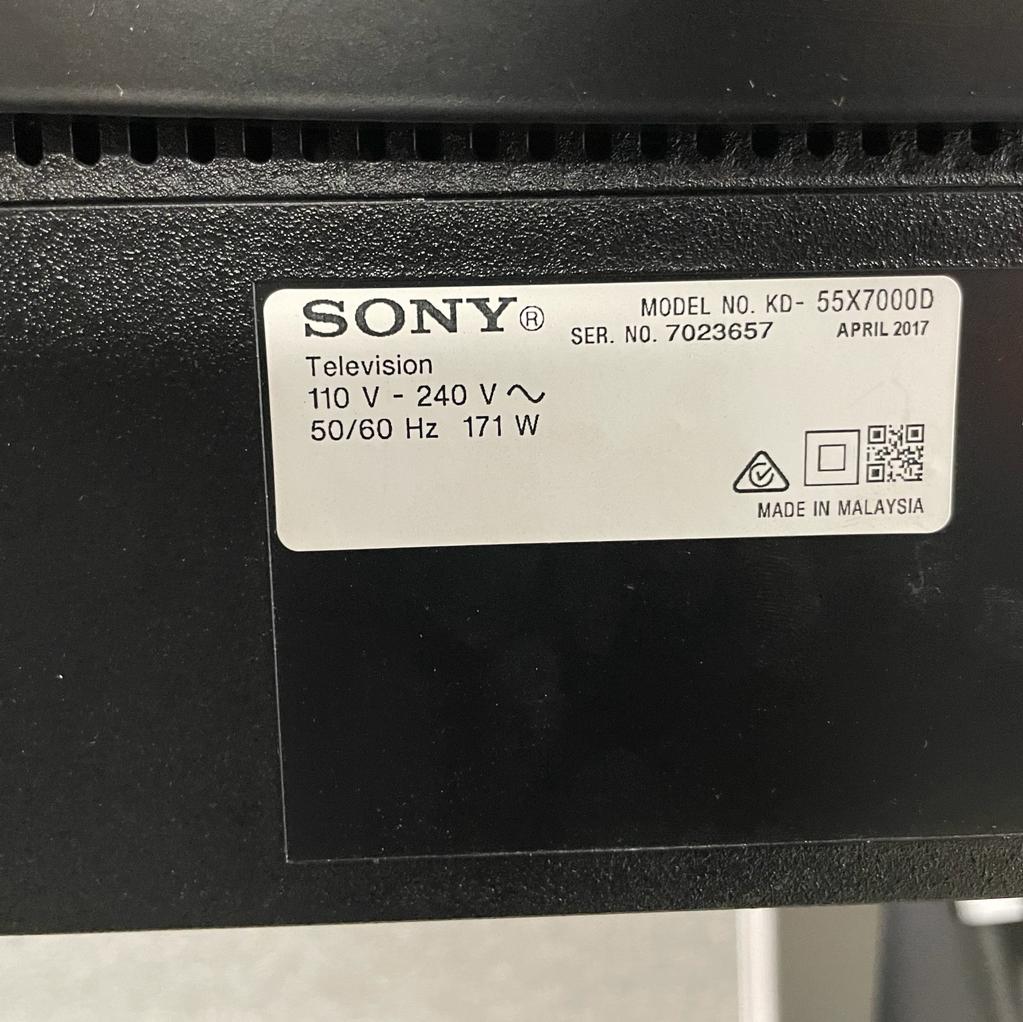 SONY®
MODEL NO. KD- 55X7000D
SER. NO. 7023657
APRIL 2017
Television
110 V - 240 V ~
50/60 Hz 171 W
MADE IN MALAYSIA